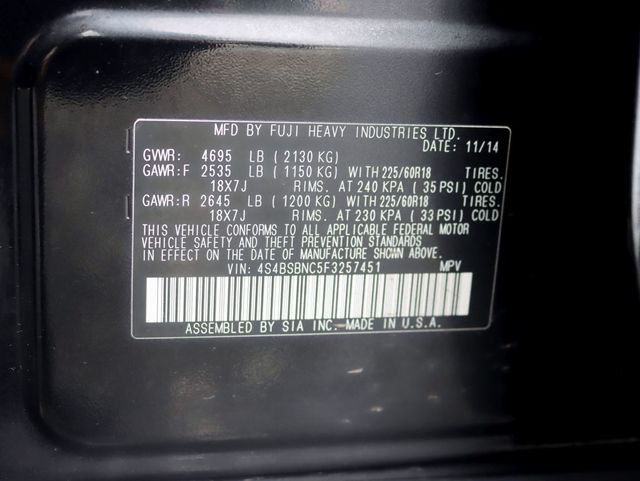 MFD BY FUJI HEAVY INDUSTRIES LTD.
DATE: 11/14
GVWR: 4695 LB ( 2130 KG)
GAWR:F 2535 LB ( 1150 KG) WITH 225/60R18 TIRES.
18X7J RIMS. AT 240 KPA ( 35 PSI) COLD
GAWR:R 2645 LB ( 1200 KG) WITH 225/60R18 TIRES.
18X7J RIMS. AT 230 KPA ( 33 PSI) COLD
THIS VEHICLE CONFORMS TO ALL APPLICABLE FEDERAL MOTOR
VEHICLE SAFETY AND THEFT PREVENTION STANDARDS
IN EFFECT ON THE DATE OF MANUFACTURE SHOWN ABOVE.
VIN: 4S4BSBNC5F3257451 MPV
ASSEMBLED BY SIA INC. MADE IN U.S.A.